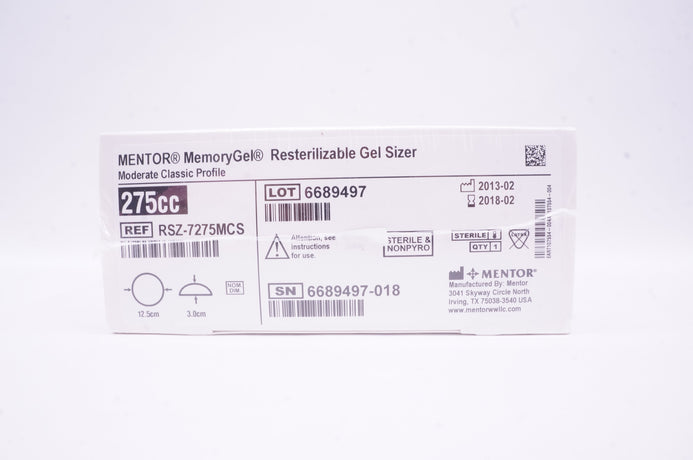 MENTOR® MemoryGel® Resterilizable Gel Sizer
Moderate Classic Profile
275cc
REF RSZ-7275MCS
12.5cm
3.0cm
NOM.
DIM.
LOT 6689497
Attention, see
instructions
for use.
STERILE &
NONPYRO
SN 6689497-018
2013-02
2018-02
STERILE
QTY 1
MENTOR®
Manufactured By: Mentor
3041 Skyway Circle North
Irving, TX 75038-3540 USA
www.mentorwwllc.com